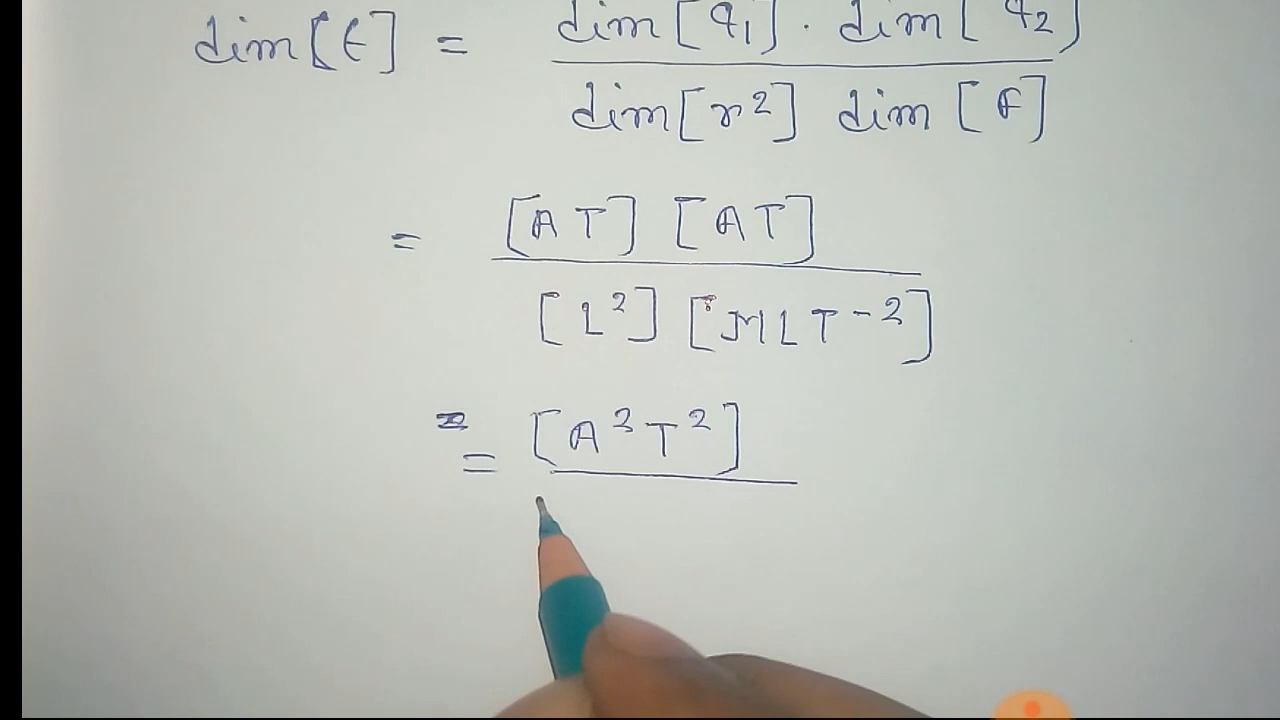 dim[ε] = dim[q₁] · dim[q₂]
dim[r²] dim [F]
= [AT] [AT]
[L²] [MLT⁻²]
= [A²T²]